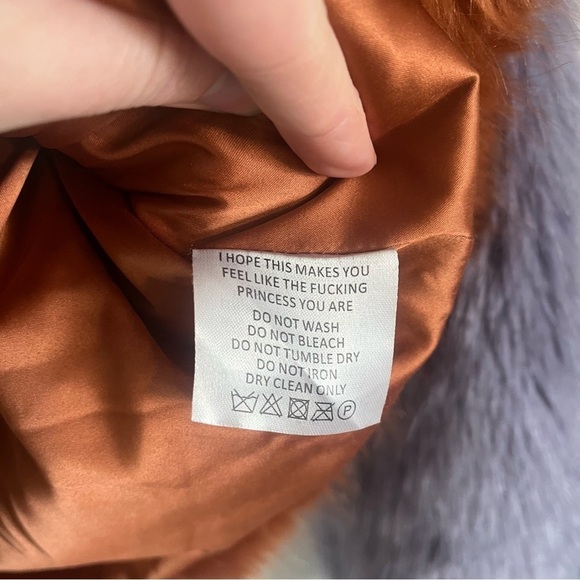 I HOPE THIS MAKES YOU
FEEL LIKE THE FUCKING
PRINCESS YOU ARE
DO NOT WASH
DO NOT BLEACH
DO NOT TUMBLE DRY
DO NOT IRON
DRY CLEAN ONLY
P